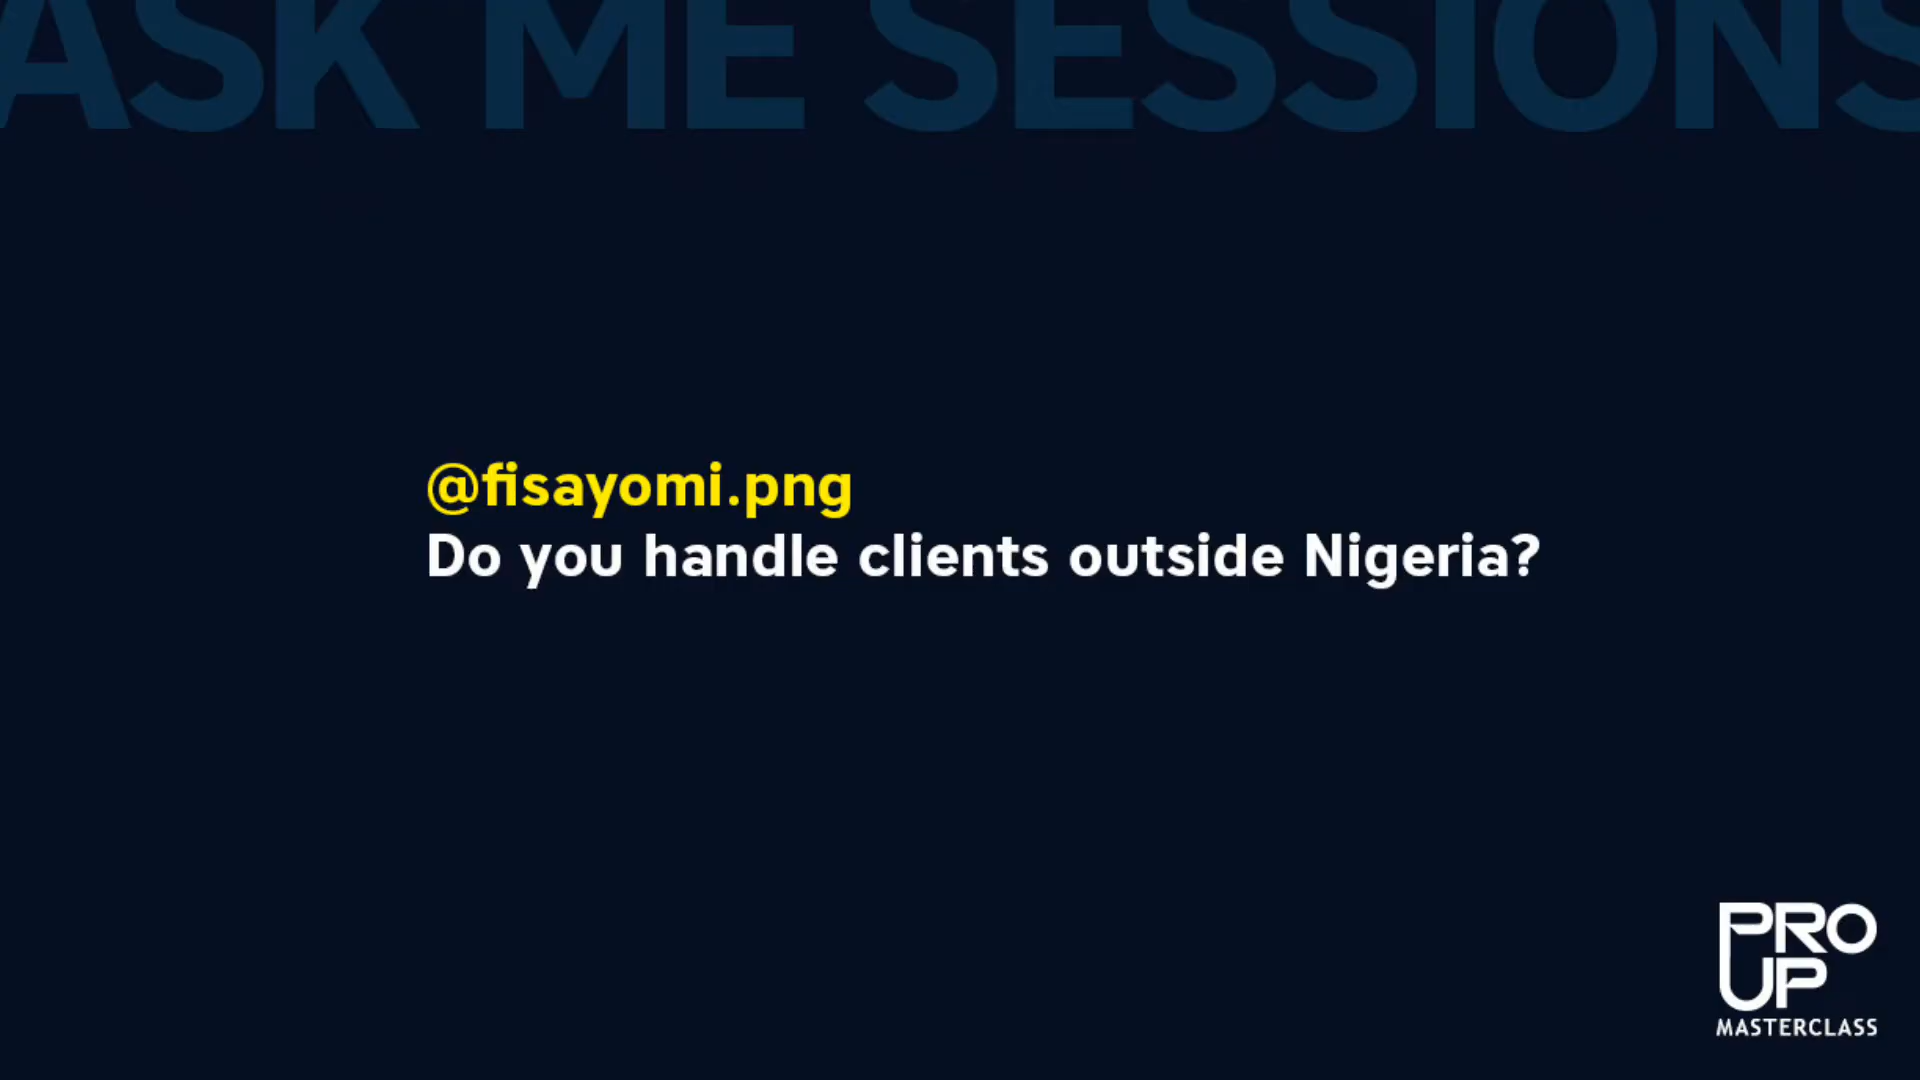 ASK ME SESSIONS
@fisayomi.png
Do you handle clients outside Nigeria?
PRO
UP
MASTERCLASS